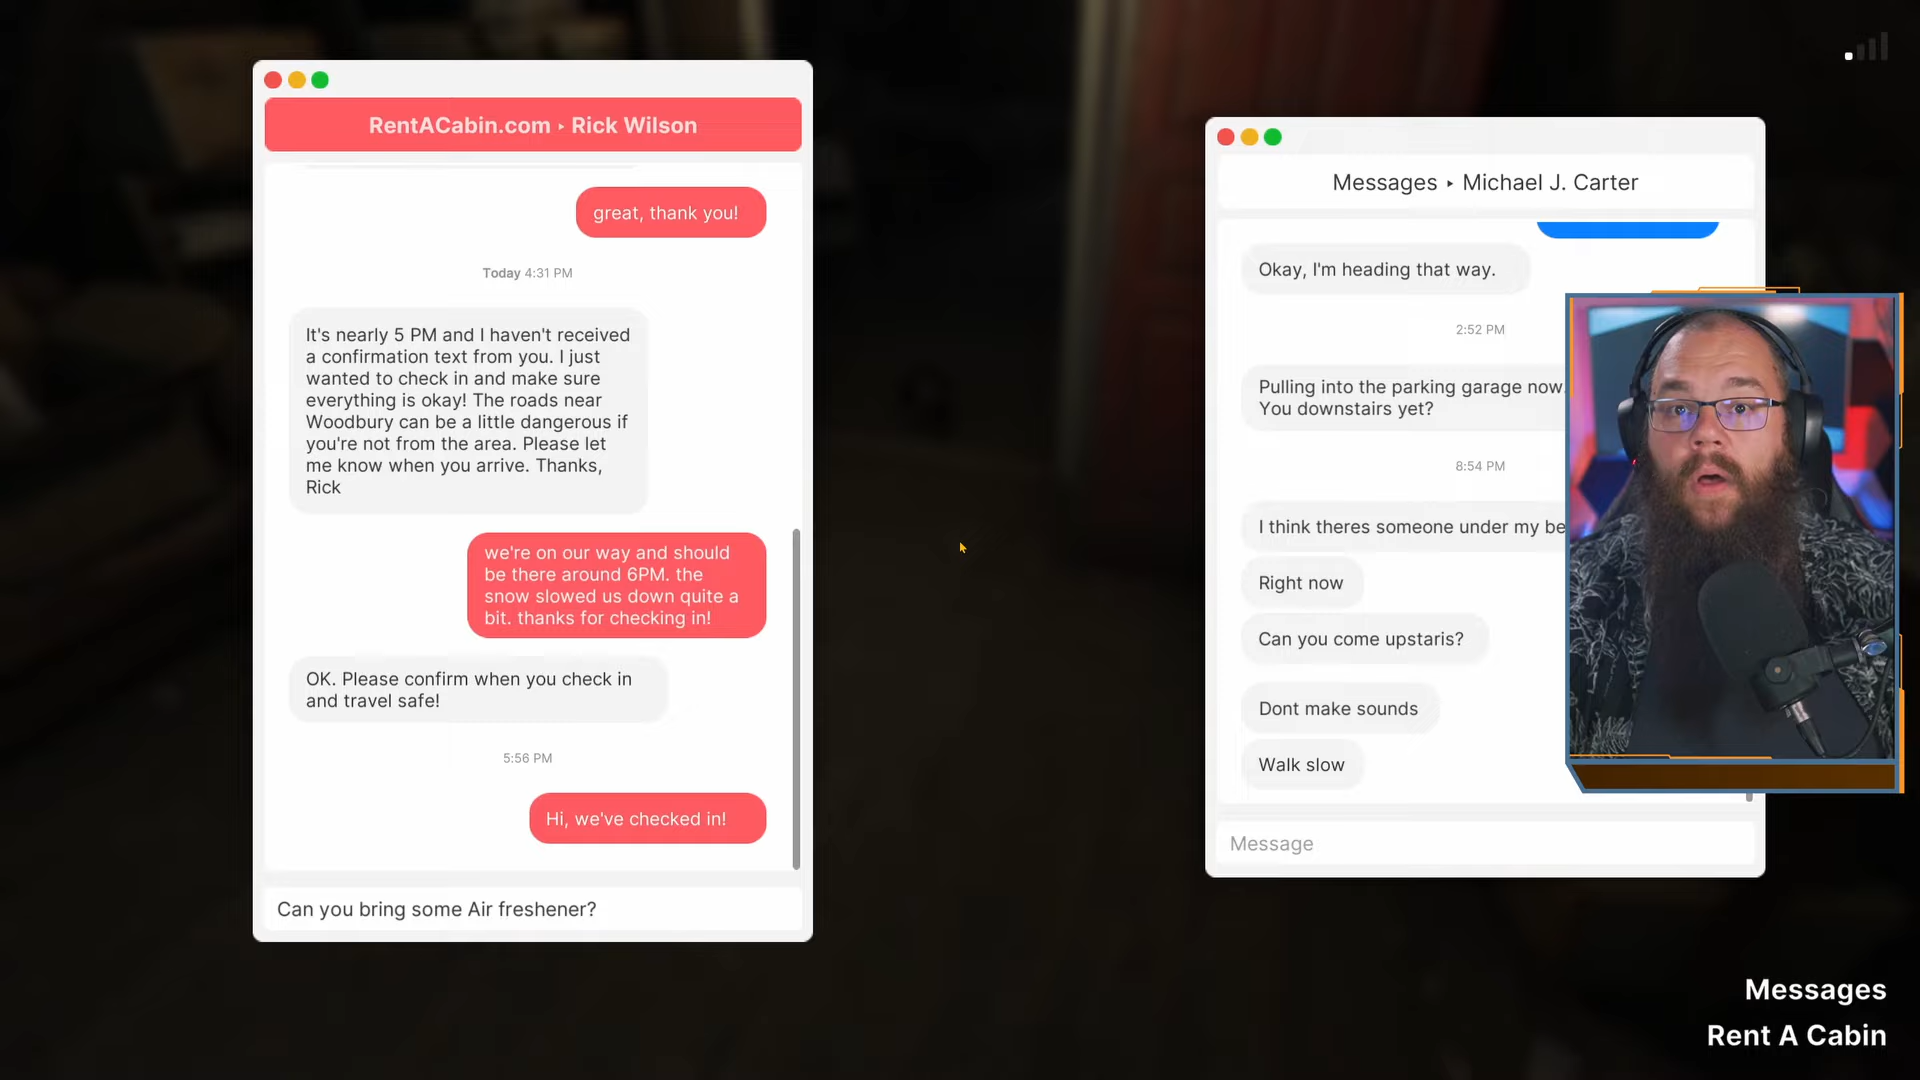 RentACabin.com ‣ Rick Wilson
great, thank you!
Today 4:31 PM
It's nearly 5 PM and I haven't received
a confirmation text from you. I just
wanted to check in and make sure
everything is okay! The roads near
Woodbury can be a little dangerous if
you're not from the area. Please let
me know when you arrive. Thanks,
Rick
we're on our way and should
be there around 6PM. the
snow slowed us down quite a
bit. thanks for checking in!
OK. Please confirm when you check in
and travel safe!
5:56 PM
Hi, we've checked in!
Can you bring some Air freshener?
Messages ‣ Michael J. Carter
Okay, I'm heading that way.
2:52 PM
Pulling into the parking garage now.
You downstairs yet?
8:54 PM
I think theres someone under my be
Right now
Can you come upstaris?
Dont make sounds
Walk slow
Message
Messages
Rent A Cabin